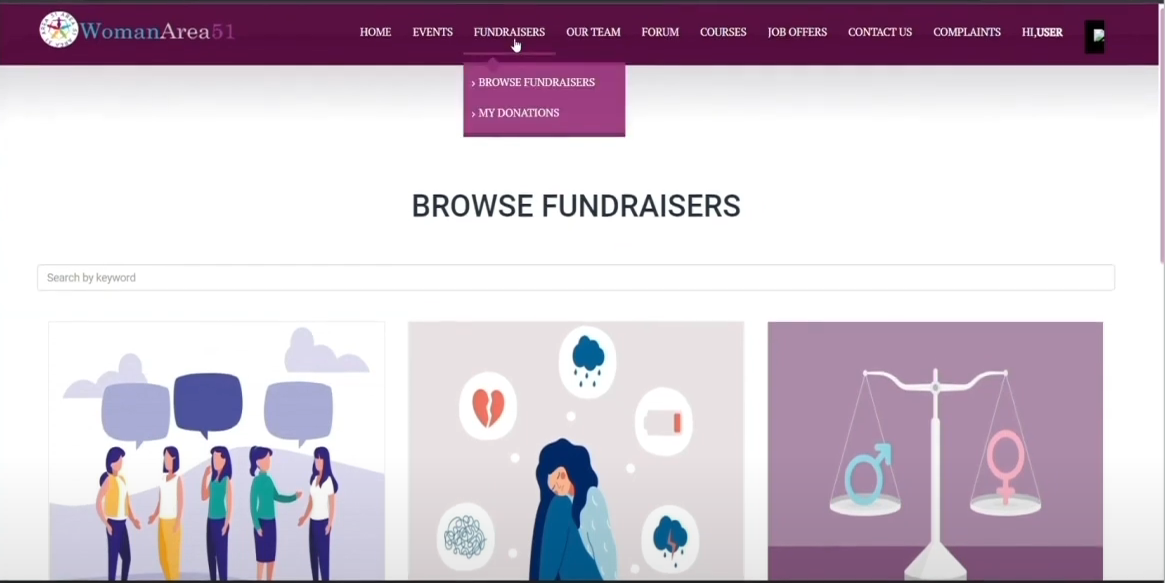 WomanArea51
HOME EVENTS FUNDRAISERS OUR TEAM FORUM COURSES JOB OFFERS CONTACT US COMPLAINTS HI,USER
› BROWSE FUNDRAISERS
› MY DONATIONS
BROWSE FUNDRAISERS
Search by keyword